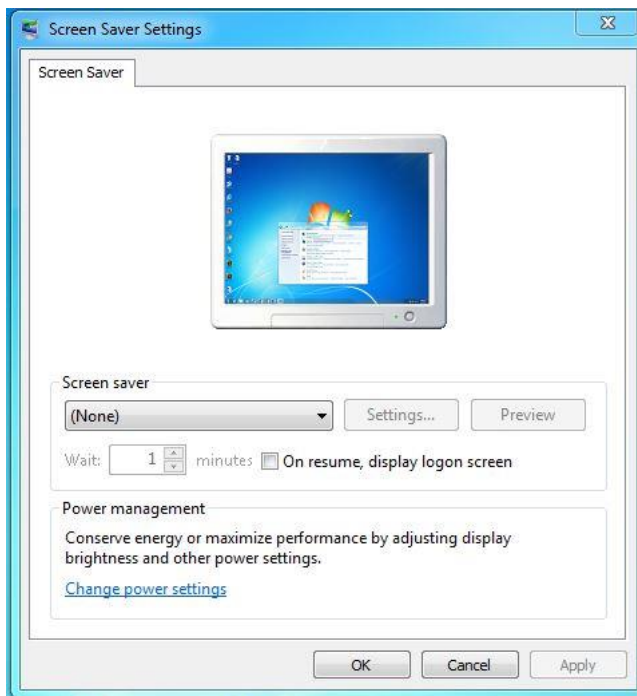 Screen Saver Settings
Screen Saver
Screen saver
(None)
Settings...
Preview
Wait:
1
minutes
On resume, display logon screen
Power management
Conserve energy or maximize performance by adjusting display
brightness and other power settings.
Change power settings
OK
Cancel
Apply